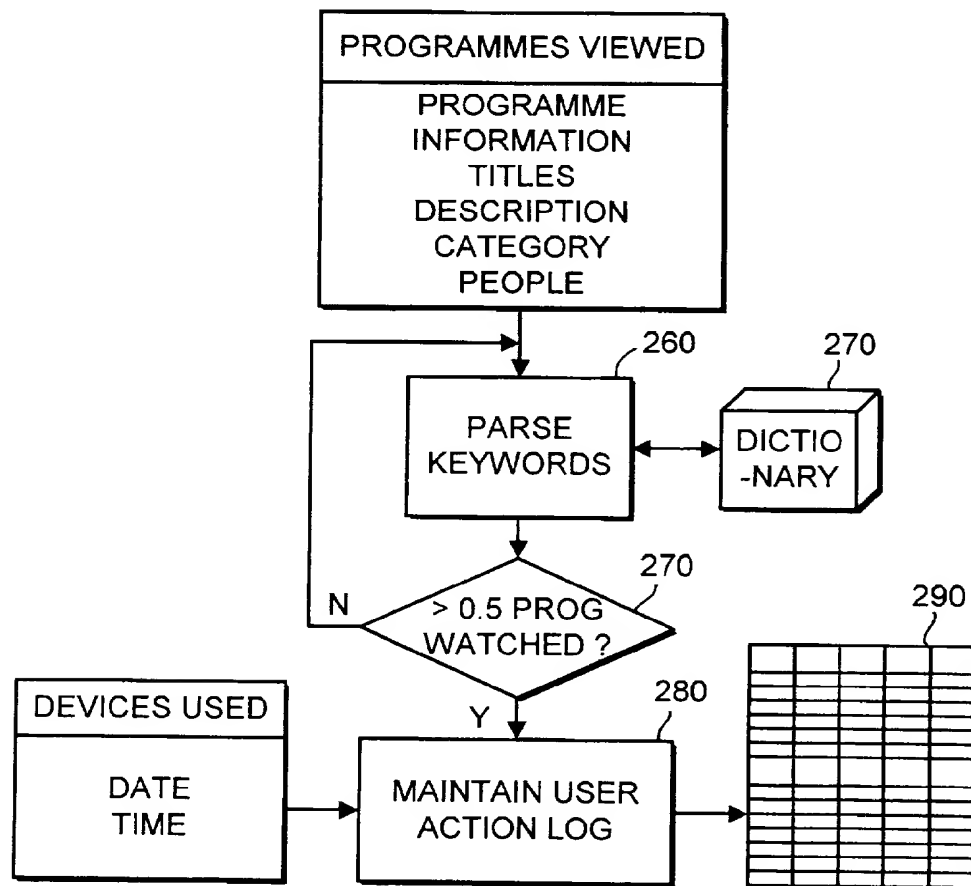 PROGRAMMES VIEWED
PROGRAMME
INFORMATION
TITLES
DESCRIPTION
CATEGORY
PEOPLE
260
270
PARSE
KEYWORDS
DICTIO
-NARY
270
N
> 0.5 PROG
WATCHED ?
290
DEVICES USED
Y
280
DATE
TIME
MAINTAIN USER
ACTION LOG